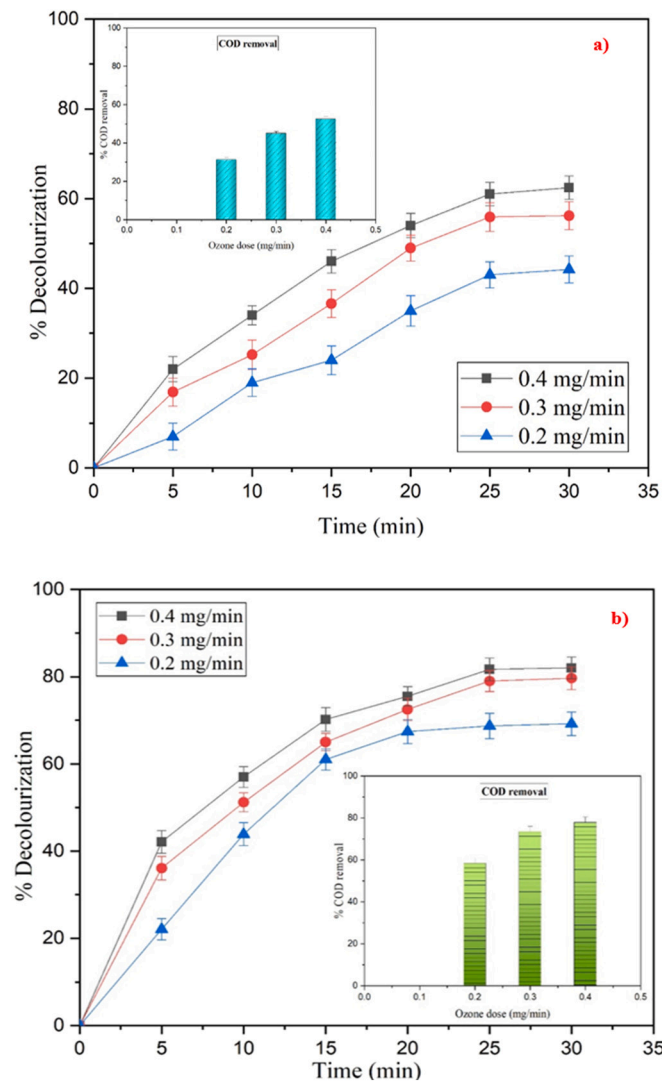 a)
COD removal
% COD removal
100
80
60
40
20
0
0.0 0.1 0.2 0.3 0.4 0.5
Ozone dose (mg/min)
% Decolourization
100
80
60
40
20
0
0.4 mg/min
0.3 mg/min
0.2 mg/min
0 5 10 15 20 25 30 35
Time (min)
b)
0.4 mg/min
0.3 mg/min
0.2 mg/min
% Decolourization
100
80
60
40
20
0
COD removal
% COD removal
100
80
60
40
20
0
0.0 0.1 0.2 0.3 0.4 0.5
Ozone dose (mg/min)
0 5 10 15 20 25 30 35
Time (min)